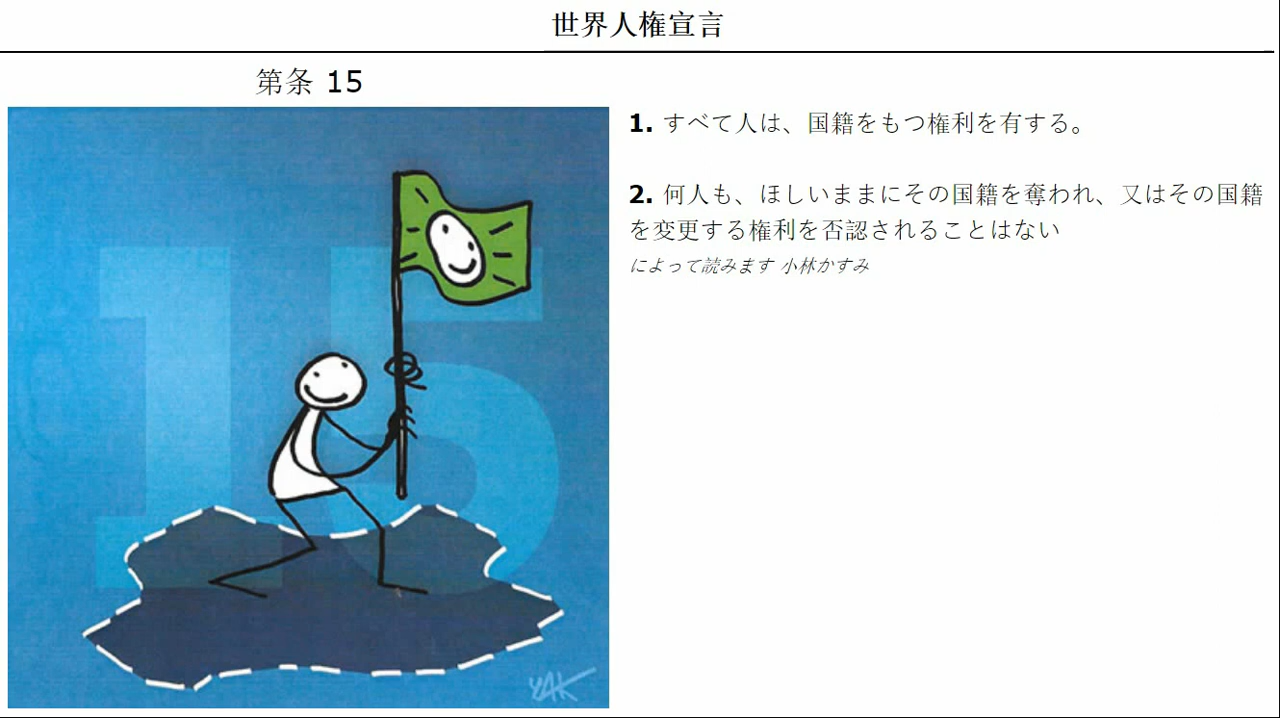 世界人権宣言
第条 15
1. すべて人は、国籍をもつ権利を有する。
2. 何人も、ほしいままにその国籍を奪われ、又はその国籍
を変更する権利を否認されることはない
によって読みます 小林かすみ
15
YAK